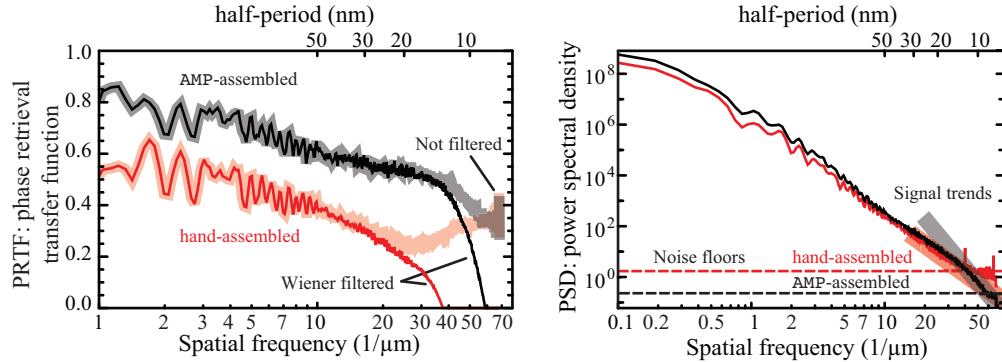 half-period (nm)
50 30 20 10
PRTF: phase retrieval
transfer function
1.0
0.8
0.6
0.4
0.2
0.0
AMP-assembled
Not filtered
hand-assembled
Wiener filtered
1 2 3 4 5 7 10 20 30 40 50 70
Spatial frequency (1/µm)
half-period (nm)
50 30 20 10
PSD: power spectral density
10⁸
10⁶
10⁴
10²
10⁰
Signal trends
Noise floors
hand-assembled
AMP-assembled
0.1 0.2 0.5 1 2 5 7 10 20 50
Spatial frequency (1/µm)